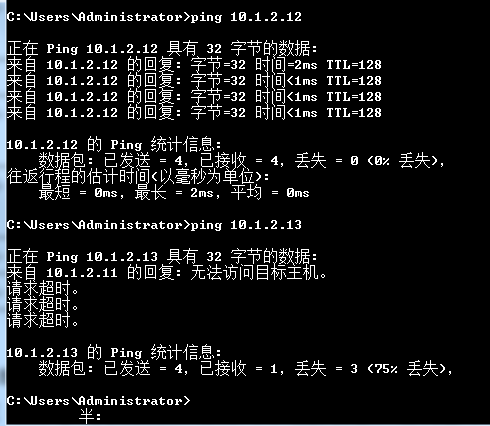 C:\Users\Administrator>ping 10.1.2.12
正在 Ping 10.1.2.12 具有 32 字节的数据:
来自 10.1.2.12 的回复: 字节=32 时间=2ms TTL=128
来自 10.1.2.12 的回复: 字节=32 时间<1ms TTL=128
来自 10.1.2.12 的回复: 字节=32 时间<1ms TTL=128
来自 10.1.2.12 的回复: 字节=32 时间<1ms TTL=128
10.1.2.12 的 Ping 统计信息:
数据包: 已发送 = 4, 已接收 = 4, 丢失 = 0 (0% 丢失),
往返行程的估计时间(以毫秒为单位):
最短 = 0ms, 最长 = 2ms, 平均 = 0ms
C:\Users\Administrator>ping 10.1.2.13
正在 Ping 10.1.2.13 具有 32 字节的数据:
来自 10.1.2.11 的回复: 无法访问目标主机。
请求超时。
请求超时。
请求超时。
10.1.2.13 的 Ping 统计信息:
数据包: 已发送 = 4, 已接收 = 1, 丢失 = 3 (75% 丢失),
C:\Users\Administrator>
半: